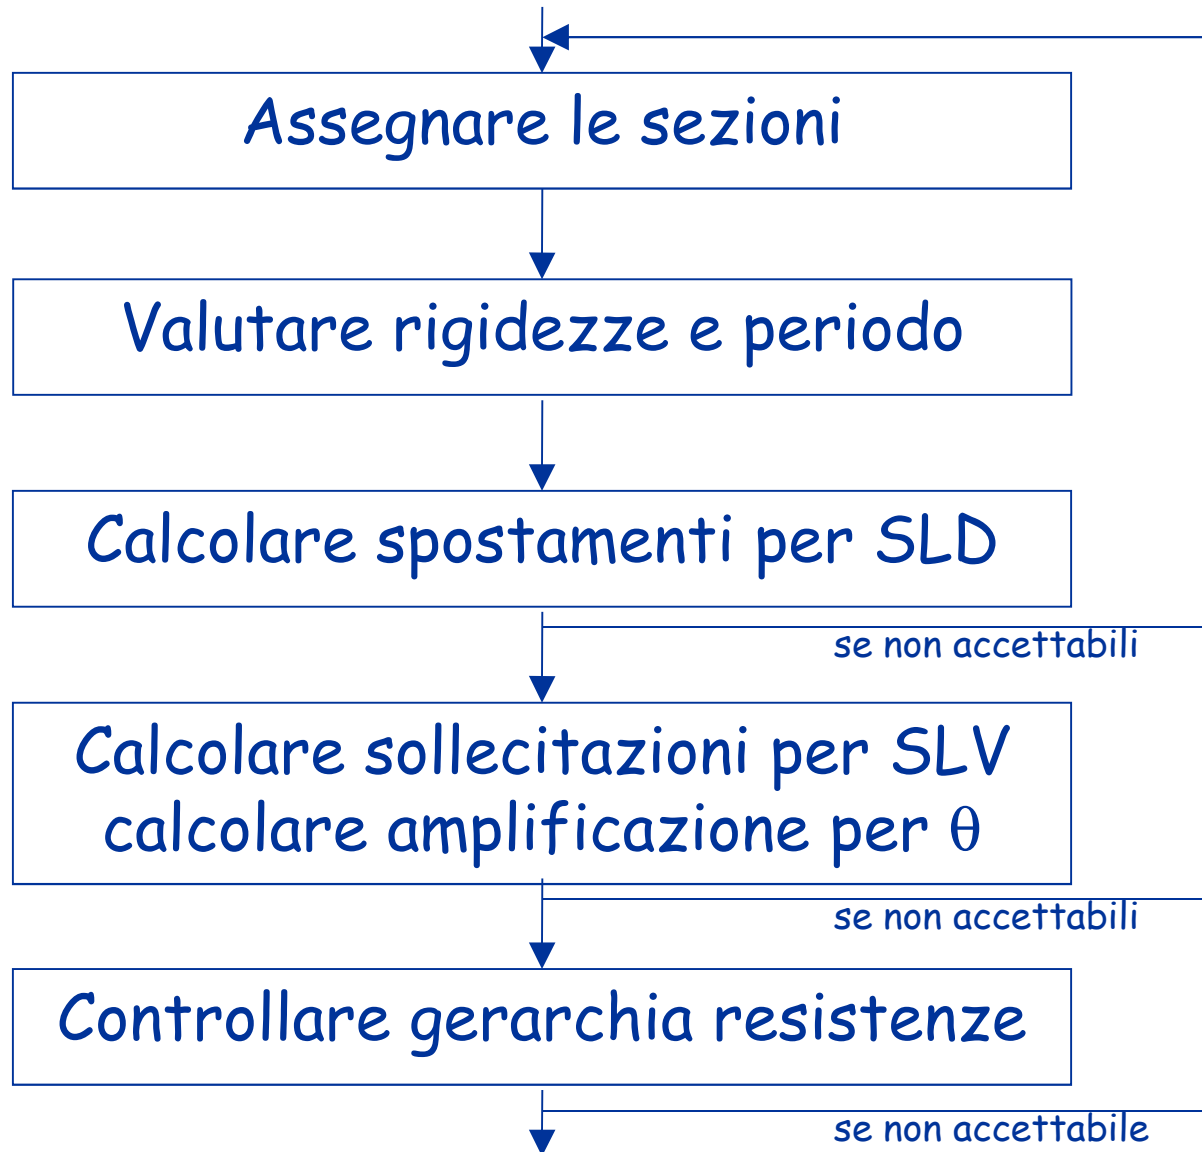 Assegnare le sezioni
Valutare rigidezze e periodo
Calcolare spostamenti per SLD
se non accettabili
Calcolare sollecitazioni per SLV
calcolare amplificazione per θ
se non accettabili
Controllare gerarchia resistenze
se non accettabile